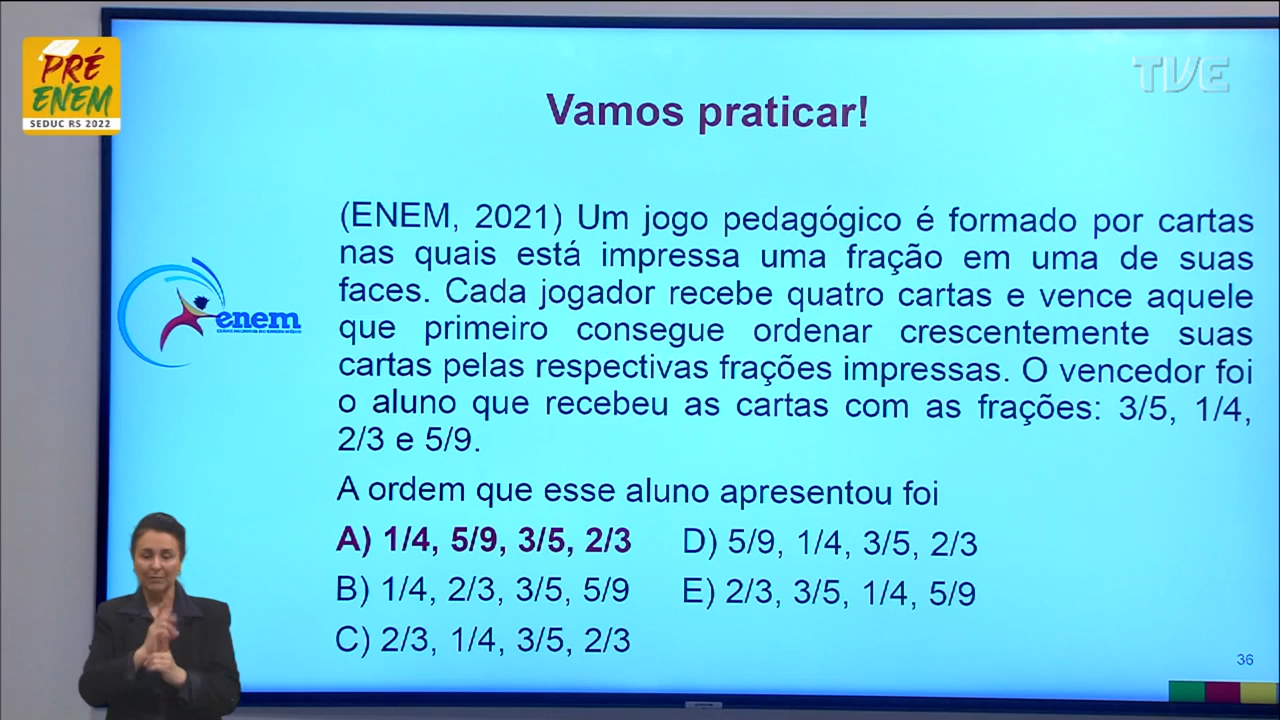 PRÉ
ENEM
SEDUC RS 2022
TVE
Vamos praticar!
(ENEM, 2021) Um jogo pedagógico é formado por cartas
nas quais está impressa uma fração em uma de suas
faces. Cada jogador recebe quatro cartas e vence aquele
que primeiro consegue ordenar crescentemente suas
cartas pelas respectivas frações impressas. O vencedor foi
o aluno que recebeu as cartas com as frações: 3/5, 1/4,
2/3 e 5/9.
enem
A ordem que esse aluno apresentou foi
A) 1/4, 5/9, 3/5, 2/3
D) 5/9, 1/4, 3/5, 2/3
B) 1/4, 2/3, 3/5, 5/9
E) 2/3, 3/5, 1/4, 5/9
C) 2/3, 1/4, 3/5, 2/3
36